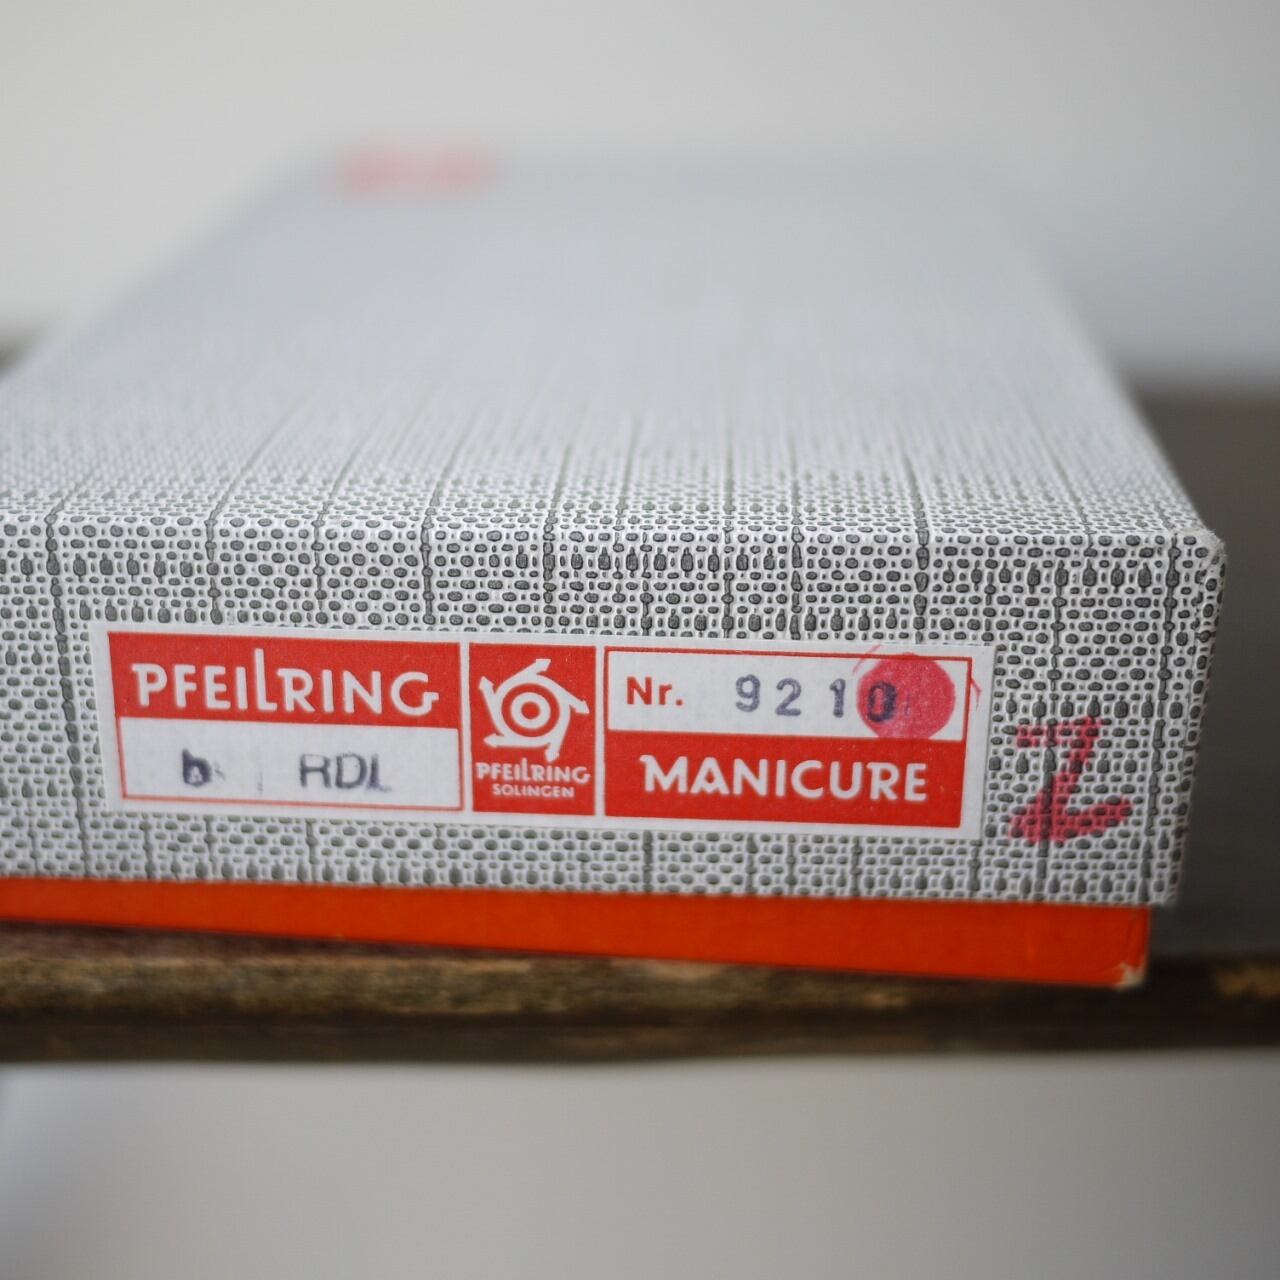 PFEILRING
b RDL
PFEILRING
SOLINGEN
Nr. 9210
MANICURE
Z